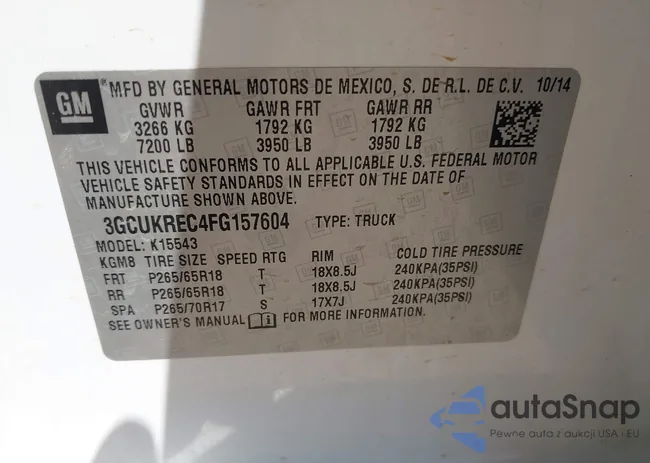 GM ® MFD BY GENERAL MOTORS DE MEXICO, S. DE R.L. DE C.V. 10/14
GVWR GAWR FRT GAWR RR
3266 KG 1792 KG 1792 KG
7200 LB 3950 LB 3950 LB
THIS VEHICLE CONFORMS TO ALL APPLICABLE U.S. FEDERAL MOTOR
VEHICLE SAFETY STANDARDS IN EFFECT ON THE DATE OF
MANUFACTURE SHOWN ABOVE.
3GCUKREC4FG157604 TYPE: TRUCK
MODEL: K15543
KGM8 TIRE SIZE SPEED RTG RIM COLD TIRE PRESSURE
FRT P265/65R18 T 18X8.5J 240KPA(35PSI)
RR P265/65R18 T 18X8.5J 240KPA(35PSI)
SPA P265/70R17 S 17X7J 240KPA(35PSI)
SEE OWNER'S MANUAL FOR MORE INFORMATION.
autaSnap
Pewne auta z aukcji USA i EU